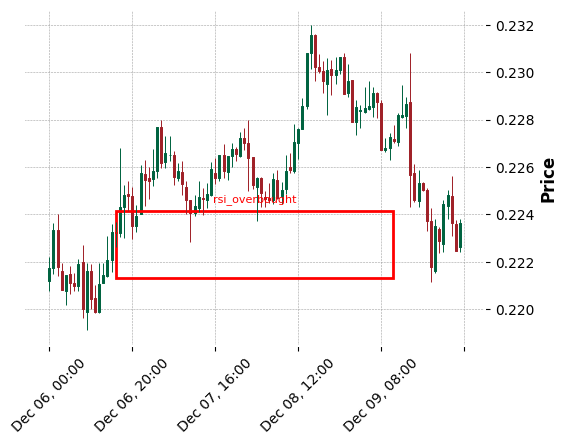 0.232
0.230
0.228
0.226
0.224
0.222
0.220
Price
rsi_overbought
Dec 06, 00:00
Dec 06, 20:00
Dec 07, 16:00
Dec 08, 12:00
Dec 09, 08:00